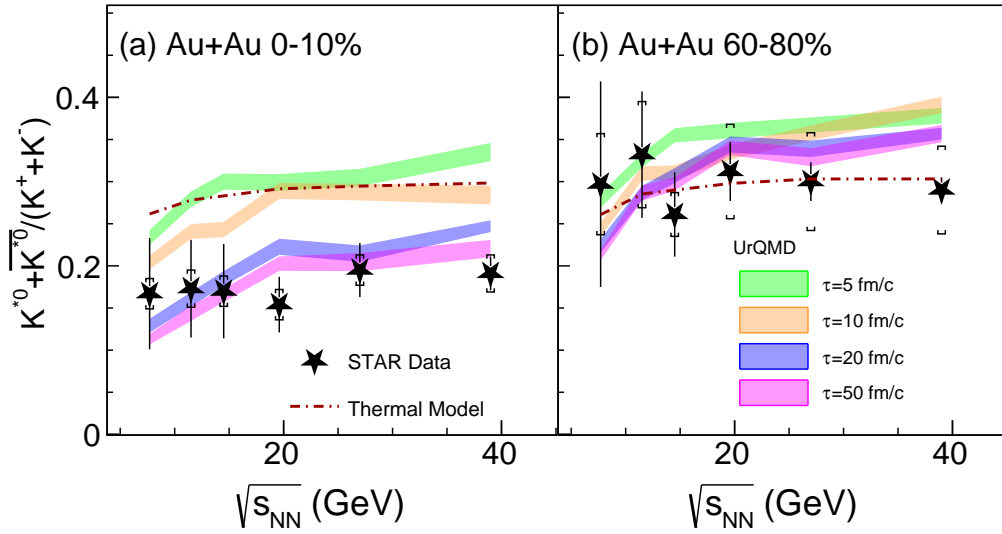 (a) Au+Au 0-10%
(b) Au+Au 60-80%
K*0+K̅*0/(K++K-)
0.4
0.2
0
UrQMD
τ=5 fm/c
τ=10 fm/c
τ=20 fm/c
τ=50 fm/c
STAR Data
Thermal Model
20
40
20
40
√sNN (GeV)
√sNN (GeV)